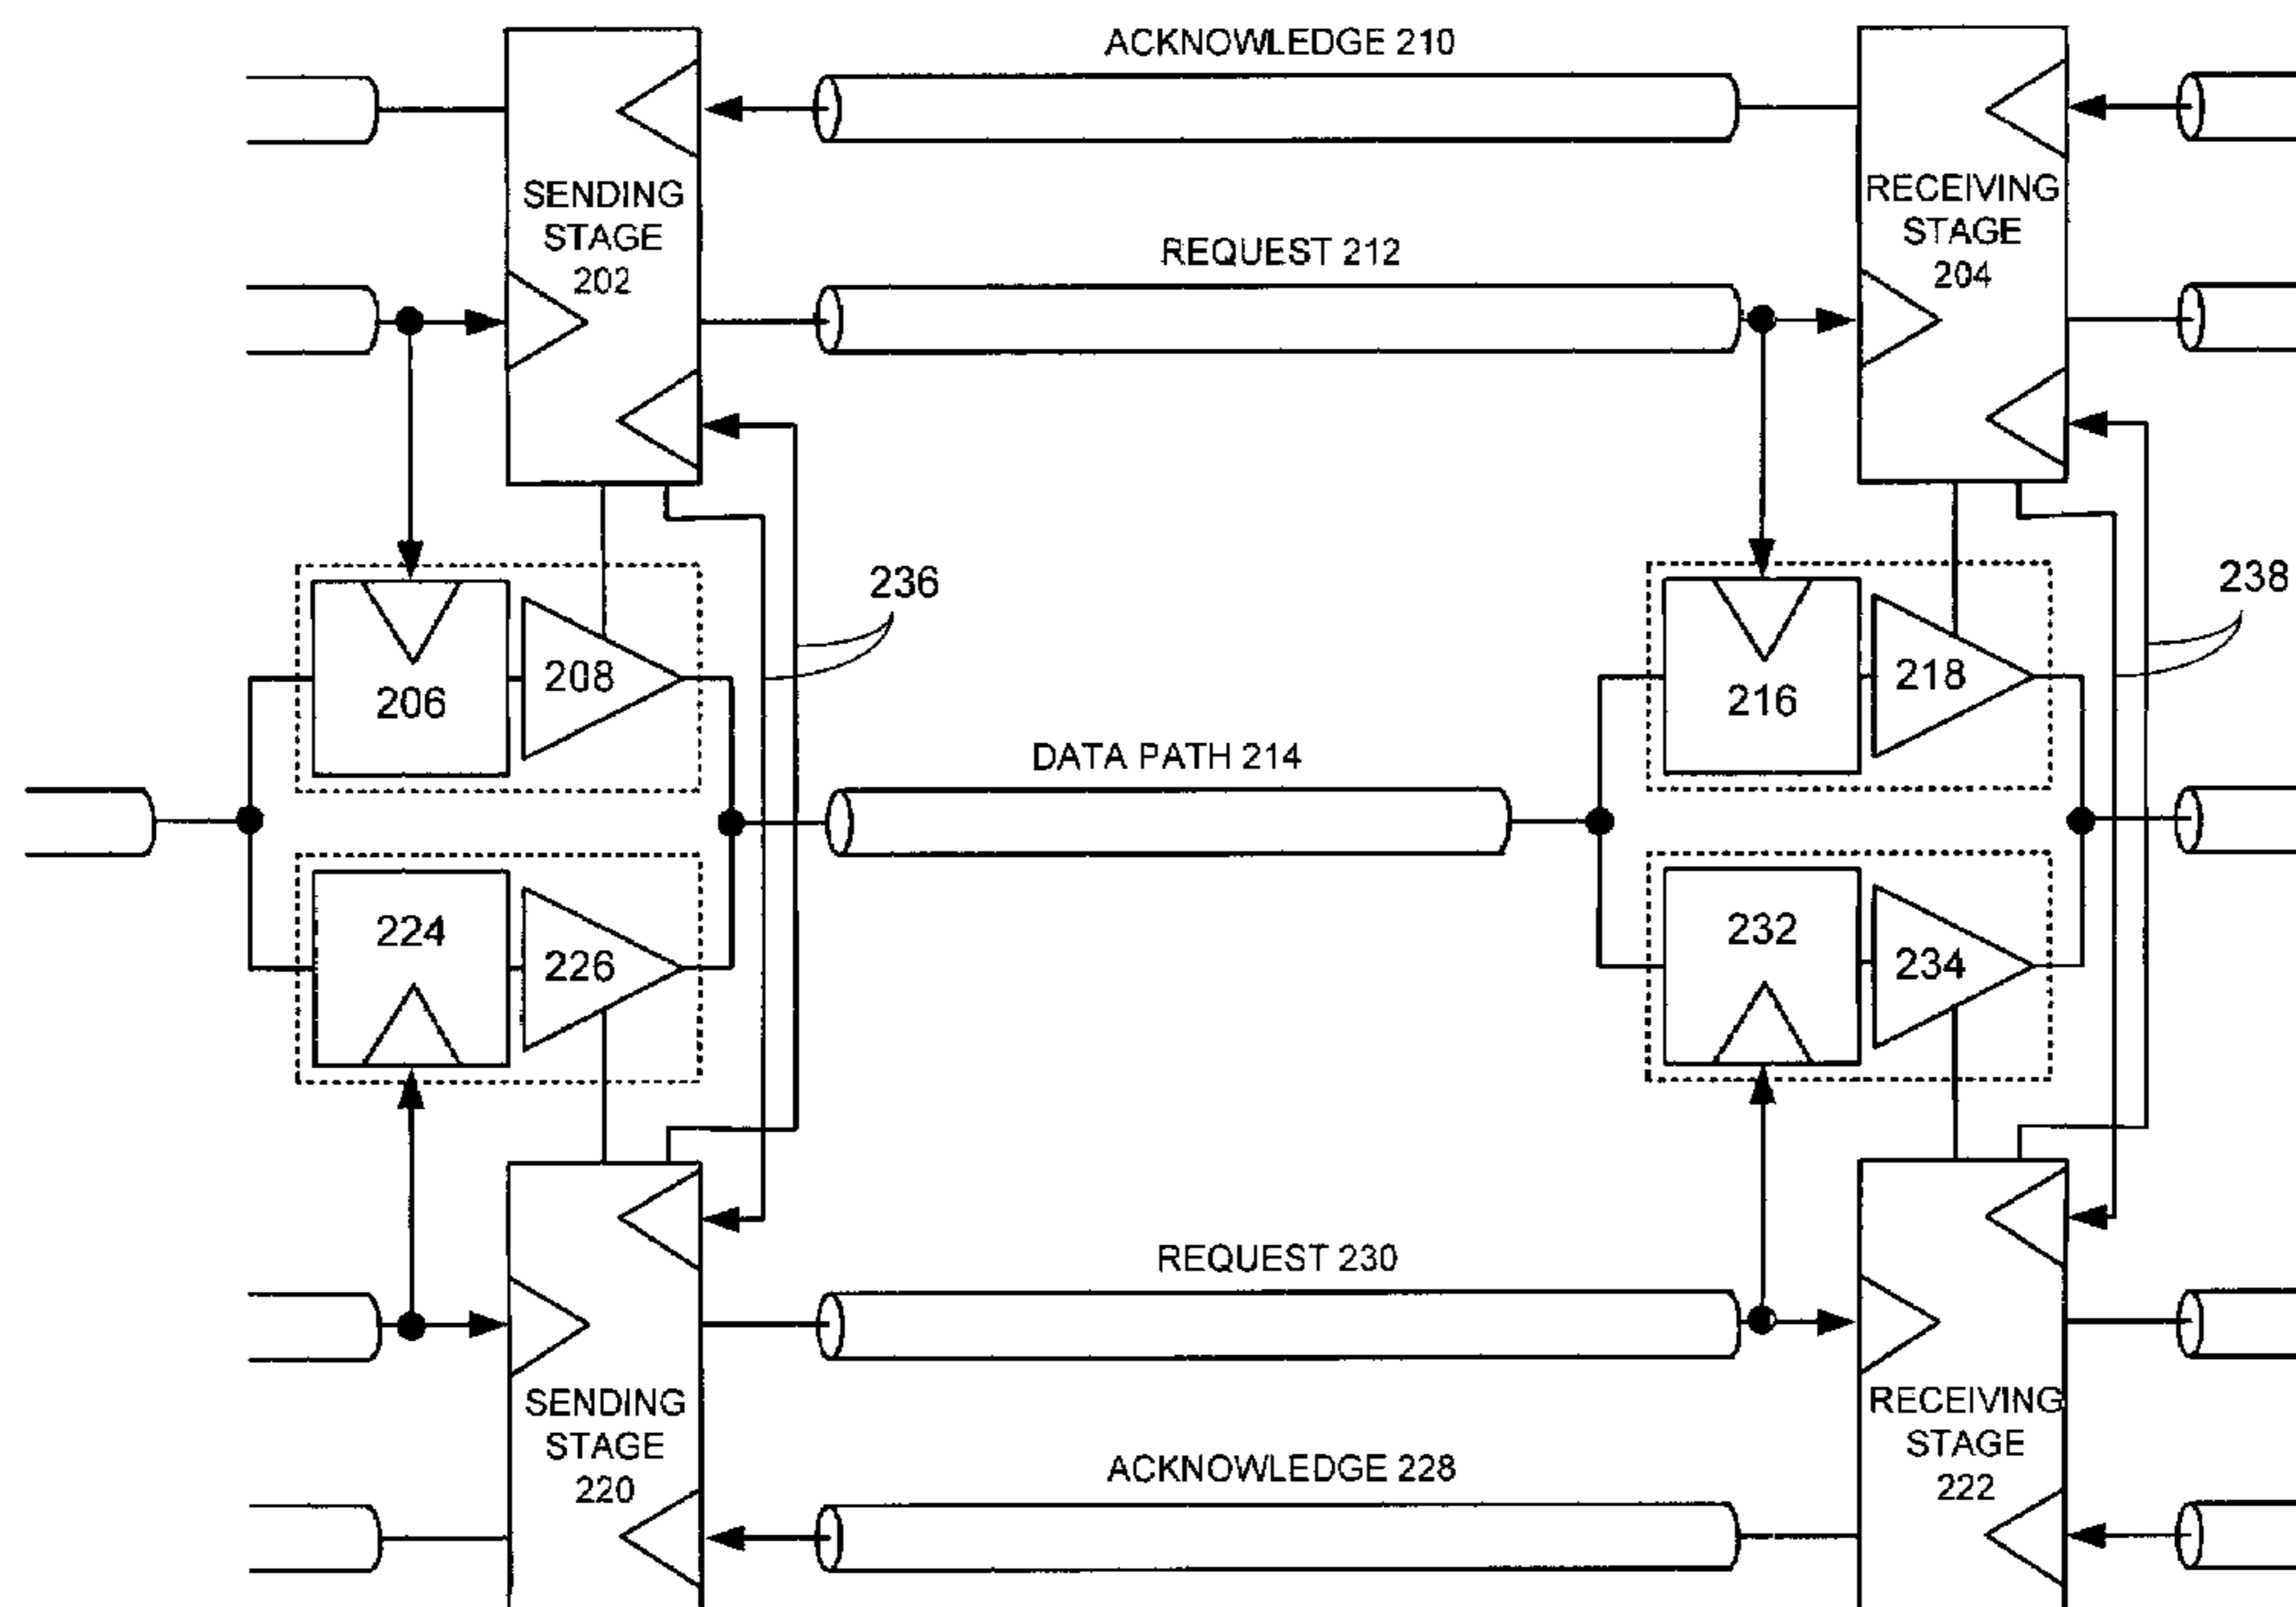 ACKNOWLEDGE 210
SENDING
STAGE
202
RECEIVING
STAGE
204
REQUEST 212
236
238
206
208
216
218
DATA PATH 214
224
226
232
234
REQUEST 230
SENDING
STAGE
220
RECEIVING
STAGE
222
ACKNOWLEDGE 228